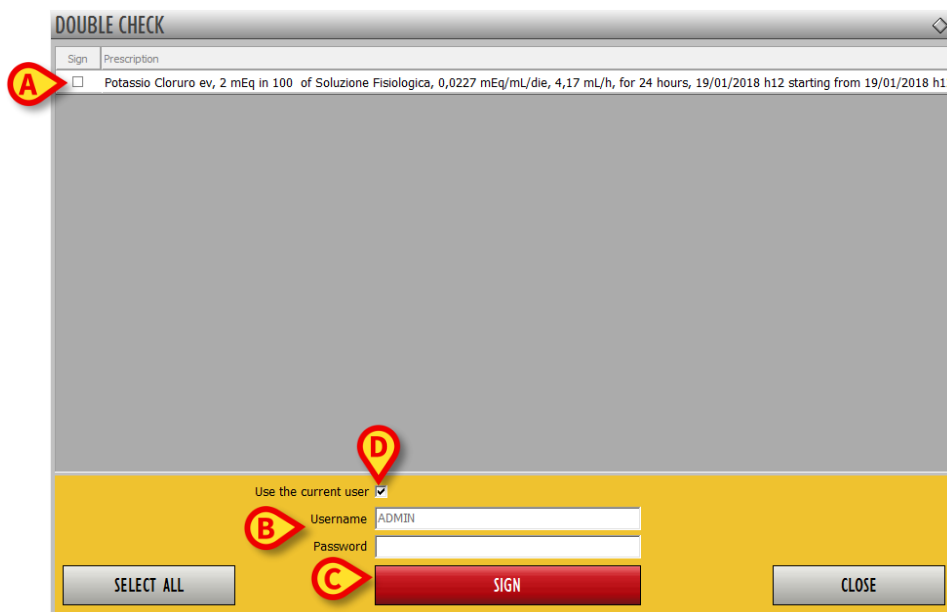 DOUBLE CHECK
Sign Prescription
A
Potassio Cloruro ev, 2 mEq in 100 of Soluzione Fisiologica, 0,0227 mEq/mL/die, 4,17 mL/h, for 24 hours, 19/01/2018 h12 starting from 19/01/2018 h1
D
Use the current user
B
Username ADMIN
Password
C
SELECT ALL SIGN CLOSE